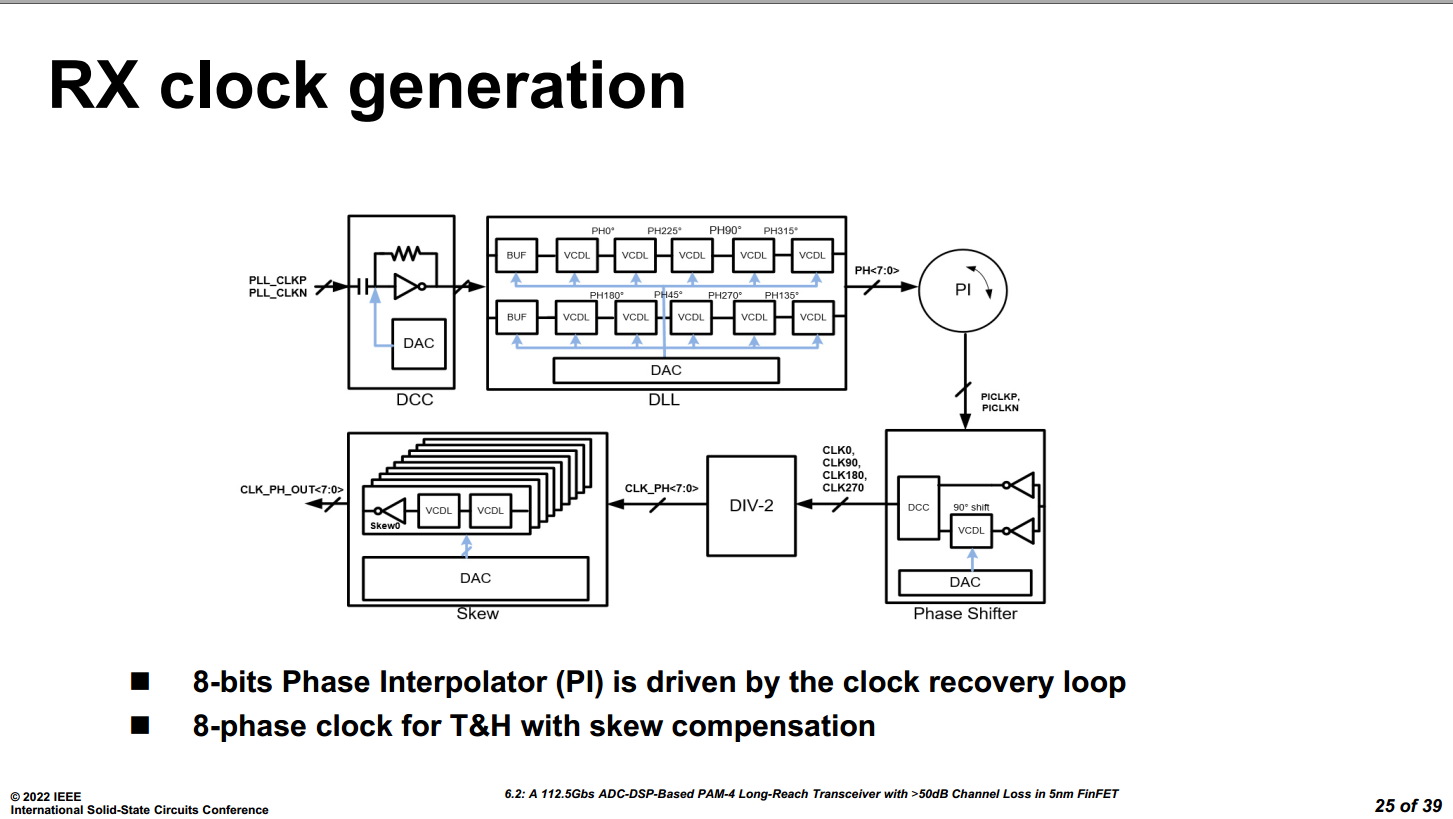 RX clock generation
PH0° PH225° PH90° PH315°
BUF VCDL VCDL VCDL VCDL VCDL
PLL_CLKP
PLL_CLKN
PH<7:0>
PI
PH180° PH45° PH270° PH135°
BUF VCDL VCDL VCDL VCDL VCDL
DAC
DAC
DCC
DLL
PICLKP,
PICLKN
CLK0,
CLK90,
CLK180,
CLK270
CLK_PH_OUT<7:0>
CLK_PH<7:0>
VCDL VCDL
Skew0
DIV-2
DCC
90° shift
VCDL
DAC
DAC
Skew
Phase Shifter
8-bits Phase Interpolator (PI) is driven by the clock recovery loop
8-phase clock for T&H with skew compensation
© 2022 IEEE
International Solid-State Circuits Conference
6.2: A 112.5Gbs ADC-DSP-Based PAM-4 Long-Reach Transceiver with >50dB Channel Loss in 5nm FinFET
25 of 39